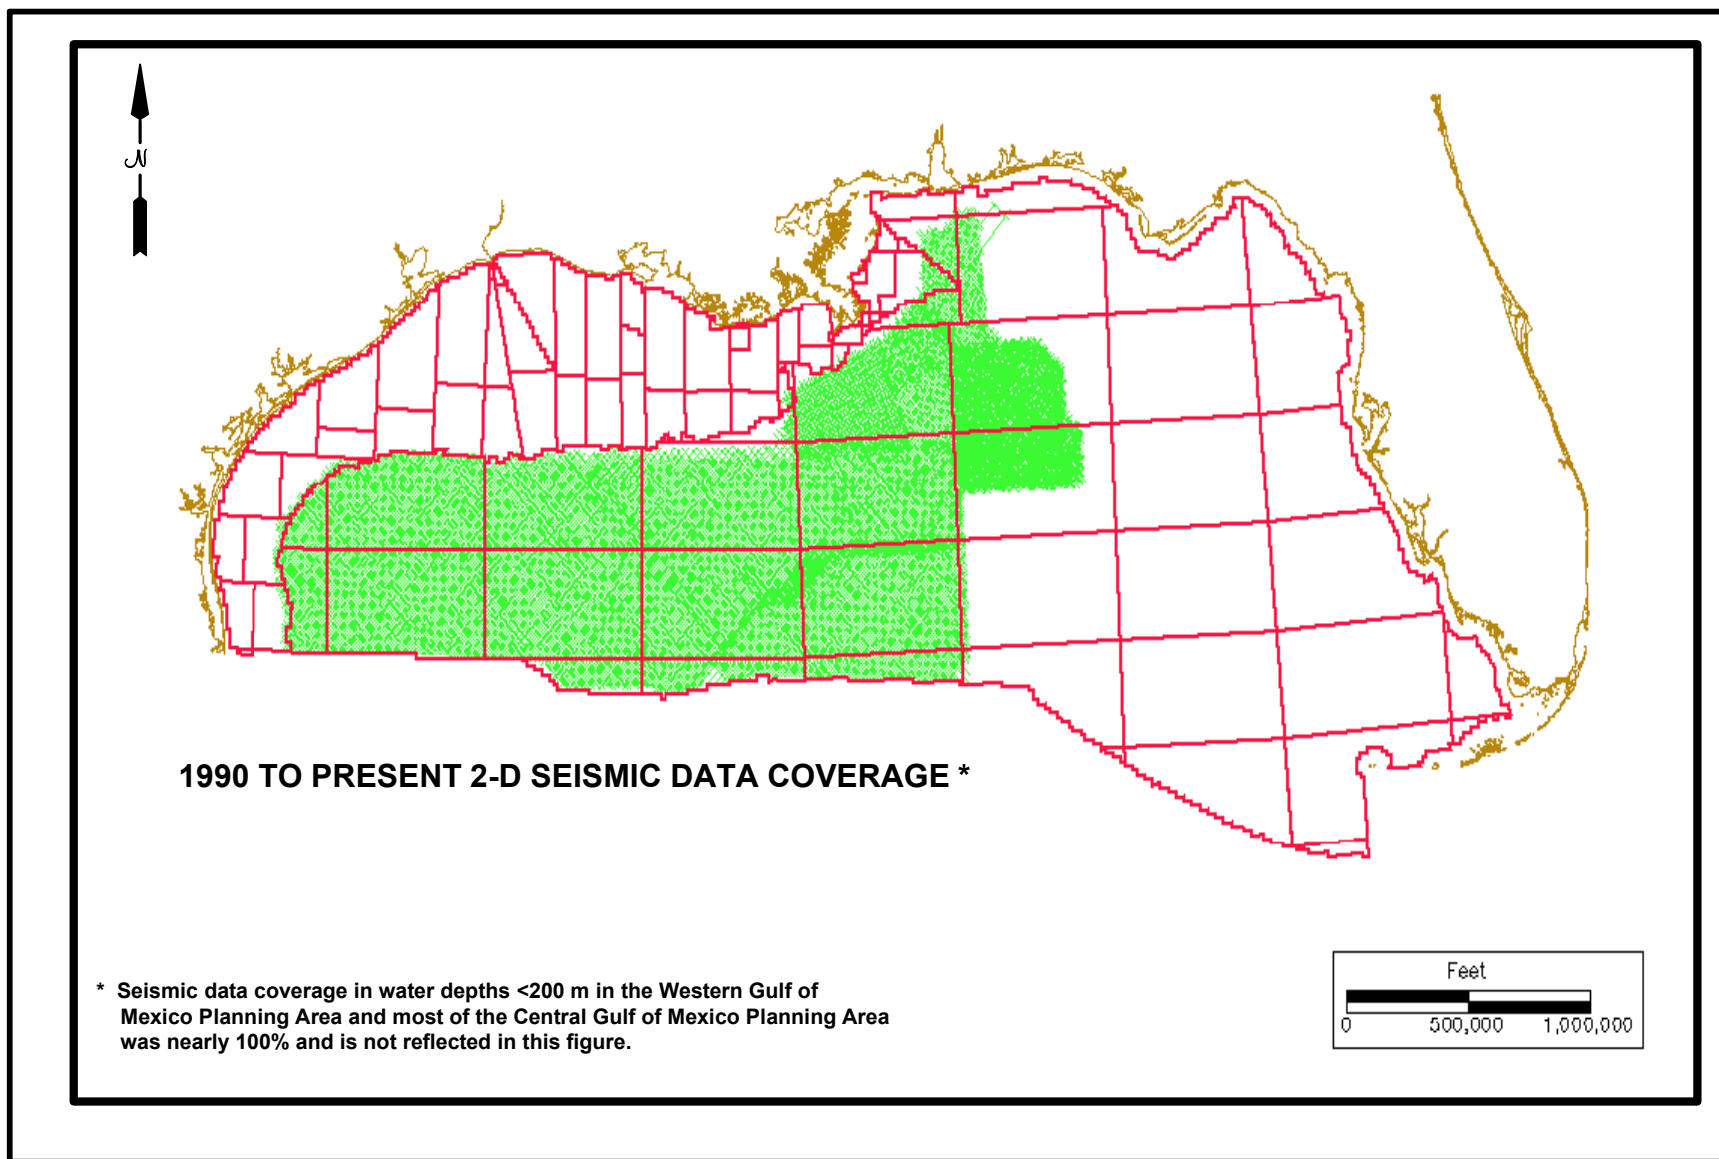 N
1990 TO PRESENT 2-D SEISMIC DATA COVERAGE *
* Seismic data coverage in water depths <200 m in the Western Gulf of
Mexico Planning Area and most of the Central Gulf of Mexico Planning Area
was nearly 100% and is not reflected in this figure.
Feet
0 500,000 1,000,000